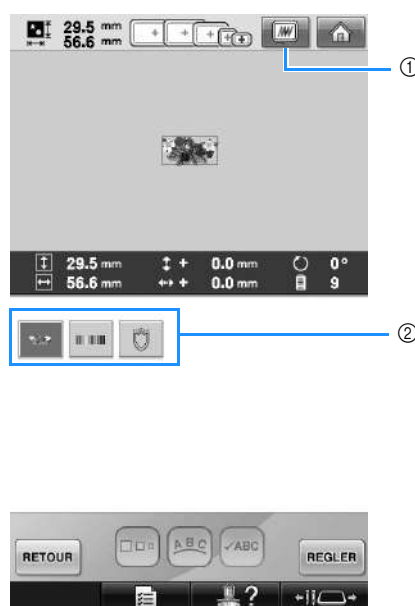 29.5 mm
56.6 mm
①
29.5 mm + 0.0 mm 0°
56.6 mm + 0.0 mm 9
②
RETOUR ABC ✓ABC REGLER
?